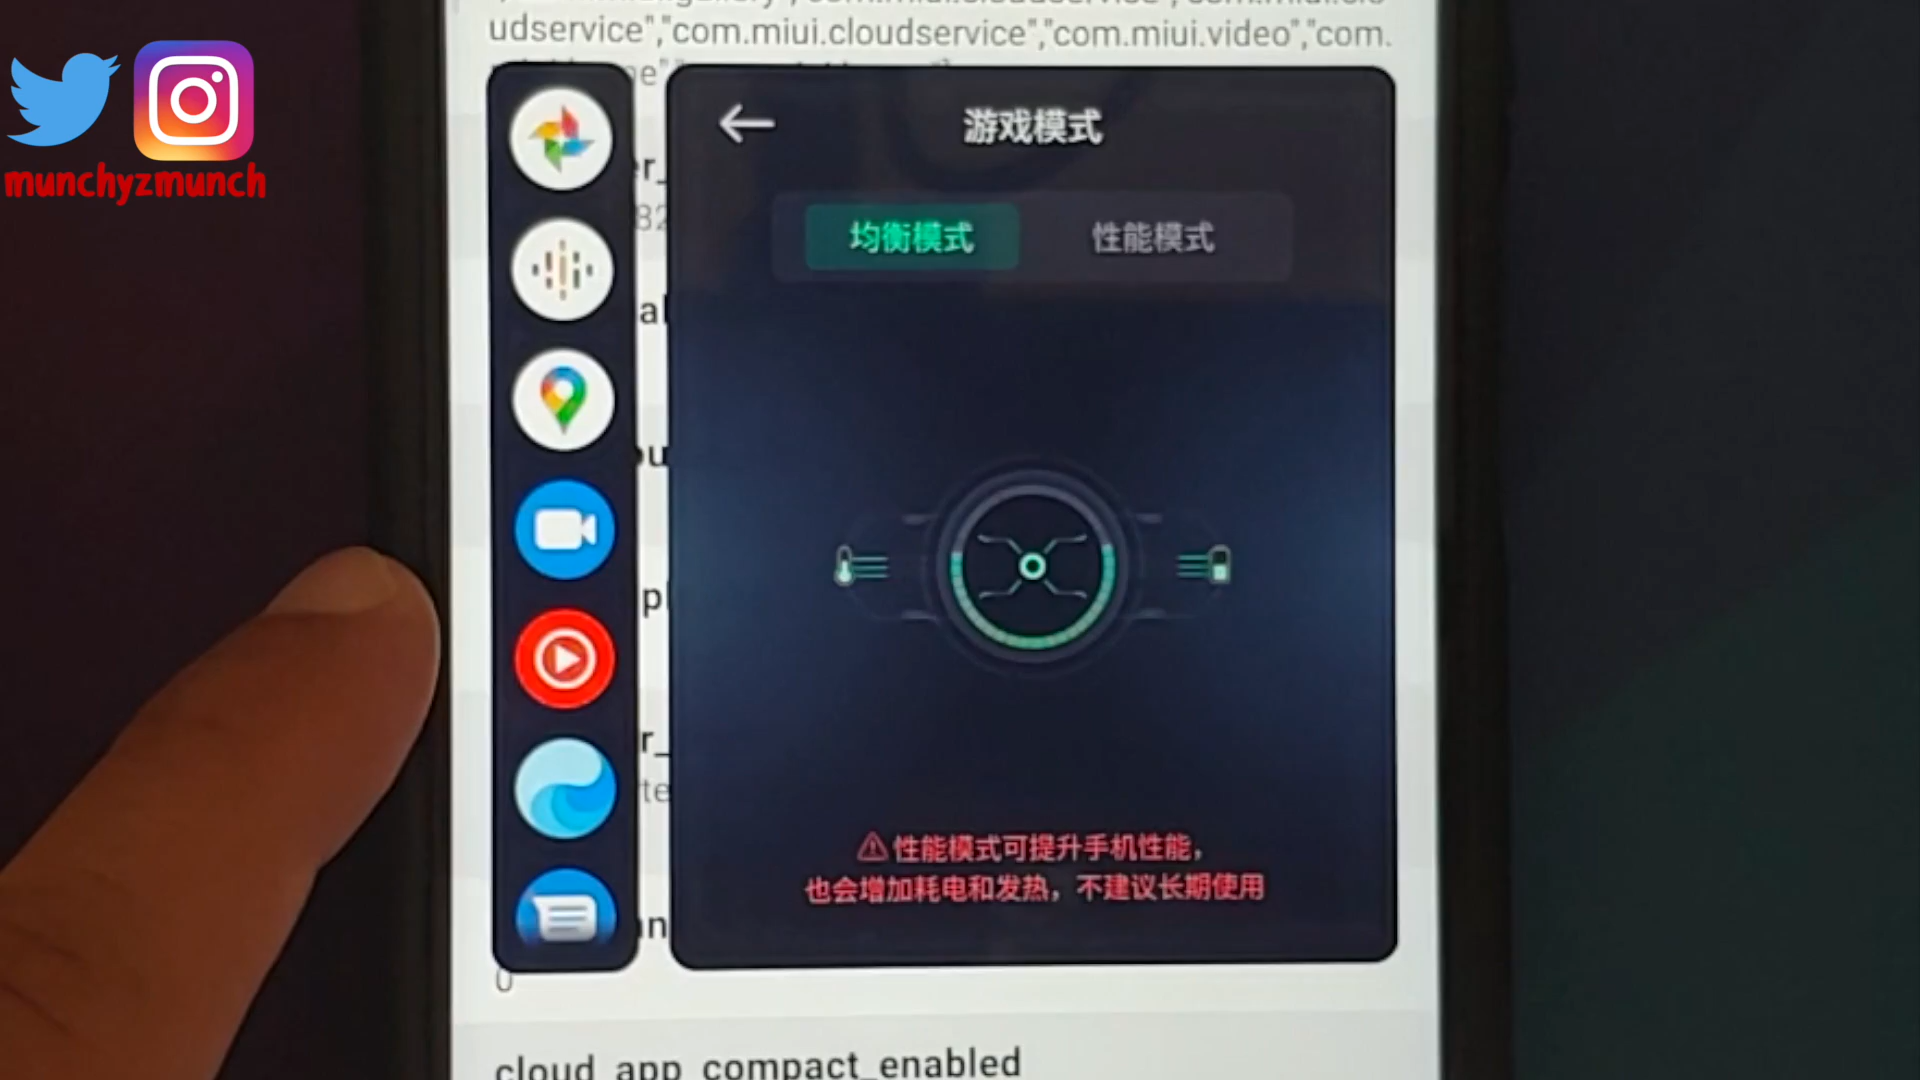 udservice","com.miui.cloudservice","com.miui.video","com.
munchyzmunch
游戏模式
均衡模式
性能模式
性能模式可提升手机性能，
也会增加耗电和发热，不建议长期使用
0
cloud_app_compact_enabled